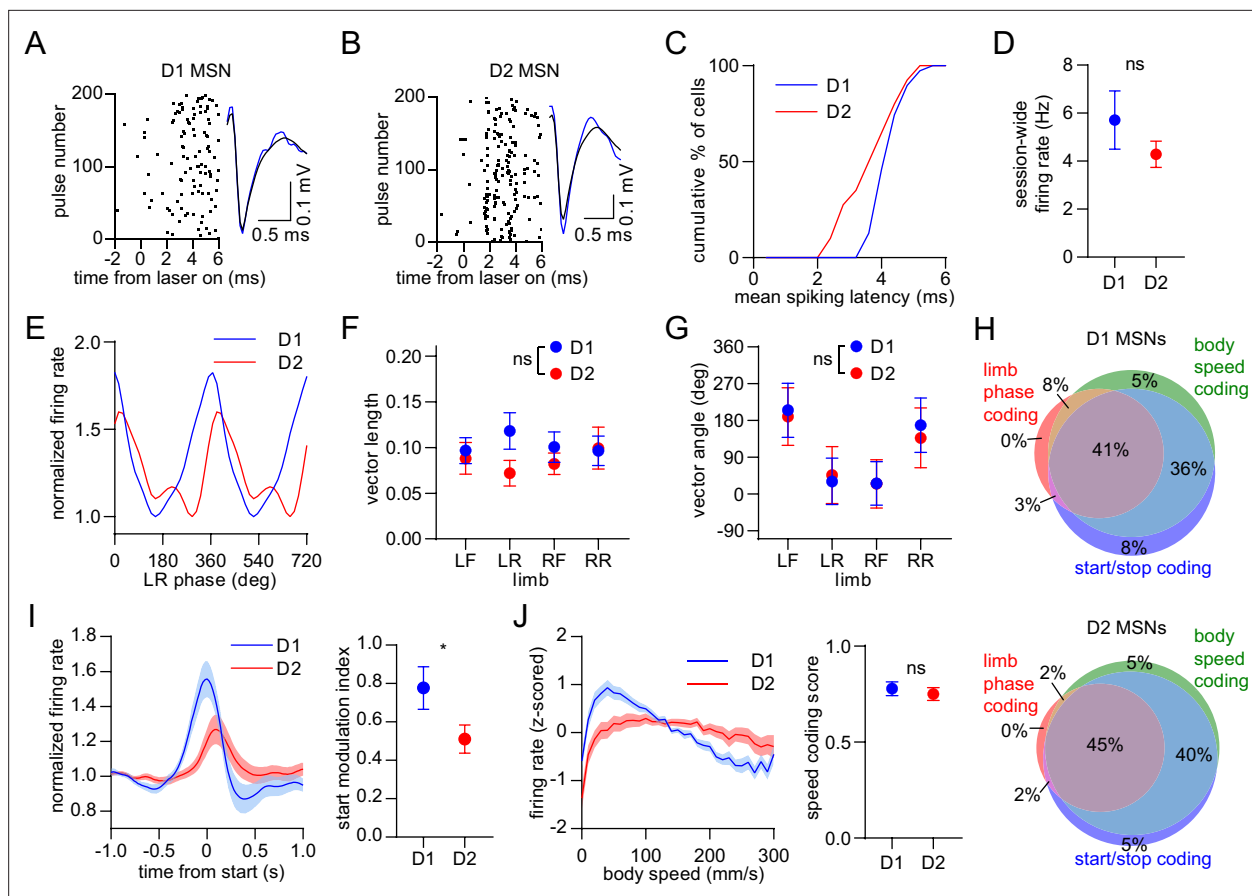 A
D1 MSN
pulse number
200
100
0
-2 0 2 4 6
time from laser on (ms)
0.1 mV
0.5 ms
B
D2 MSN
pulse number
200
100
0
-2 0 2 4 6
time from laser on (ms)
0.1 mV
0.5 ms
C
cumulative % of cells
100
50
0
D1
D2
0 2 4 6
mean spiking latency (ms)
D
session-wide
firing rate (Hz)
8
6
4
2
0
ns
D1 D2
E
normalized firing rate
2.0
1.5
1.0
D1
D2
0 180 360 540 720
LR phase (deg)
F
vector length
0.20
0.15
0.10
0.05
0.00
ns
D1
D2
LF LR RF RR
limb
G
vector angle (deg)
360
270
180
90
0
-90
ns
D1
D2
LF LR RF RR
limb
H
D1 MSNs
limb
phase
coding
body
speed
coding
8%
5%
0%
41%
36%
3%
8%
start/stop coding
D2 MSNs
limb
phase
coding
body
speed
coding
2%
5%
0%
45%
40%
2%
5%
start/stop coding
I
normalized firing rate
1.8
1.6
1.4
1.2
1.0
0.8
D1
D2
-1.0 -0.5 0 0.5 1.0
time from start (s)
start modulation index
1.0
0.8
0.6
0.4
0.2
0.0
*
D1 D2
J
firing rate (z-scored)
2
1
0
-1
-2
D1
D2
0 100 200 300
body speed (mm/s)
speed coding score
1.0
0.5
0.0
ns
D1 D2